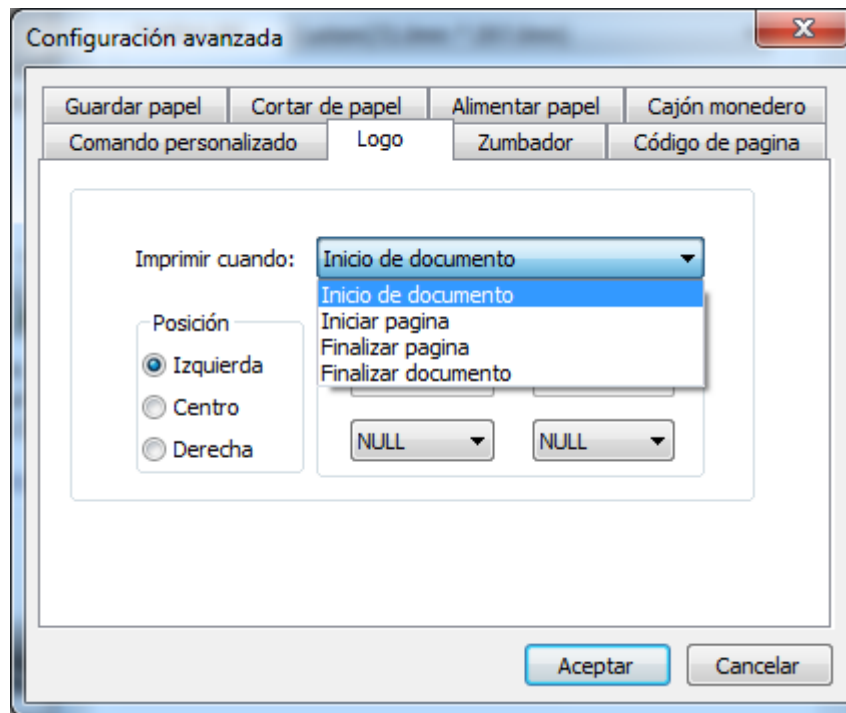 Configuración avanzada
Guardar papel Cortar de papel Alimentar papel Cajón monedero
Comando personalizado Logo Zumbador Código de pagina
Imprimir cuando: Inicio de documento
Inicio de documento
Iniciar pagina
Finalizar pagina
Finalizar documento
Posición
Izquierda
Centro
Derecha
NULL NULL
Aceptar Cancelar